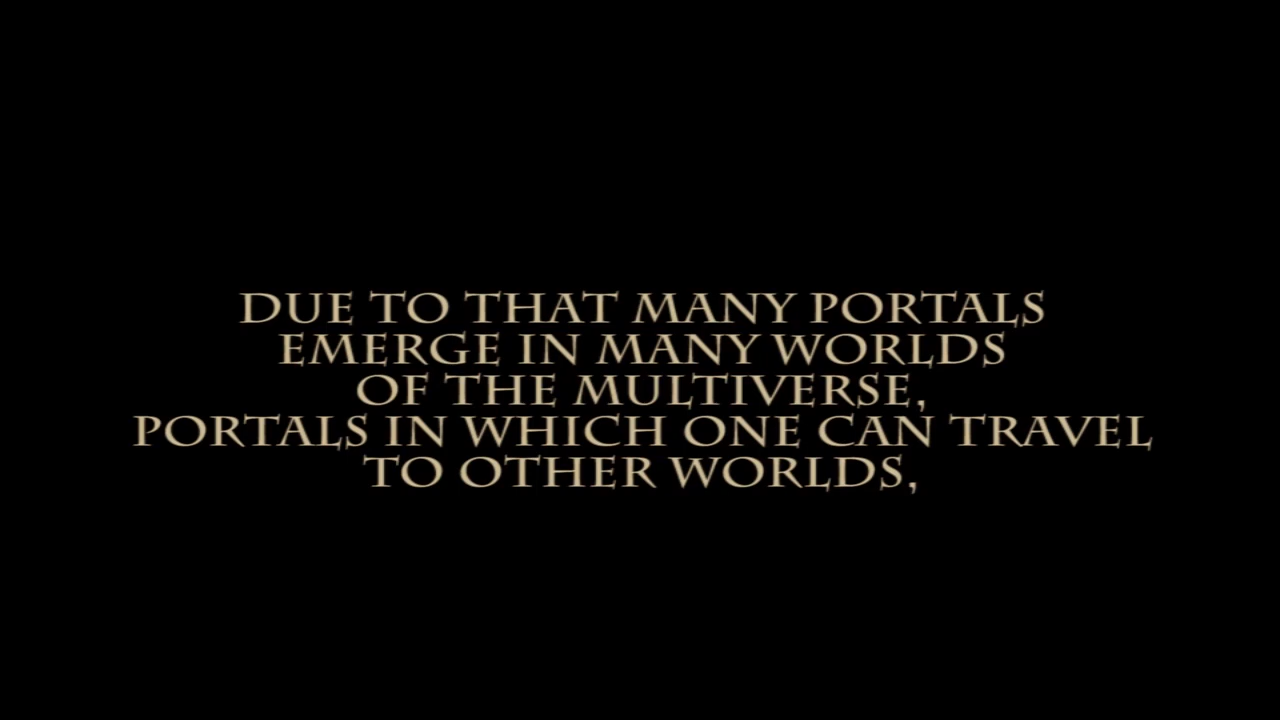 DUE TO THAT MANY PORTALS
EMERGE IN MANY WORLDS
OF THE MULTIVERSE,
PORTALS IN WHICH ONE CAN TRAVEL
TO OTHER WORLDS,